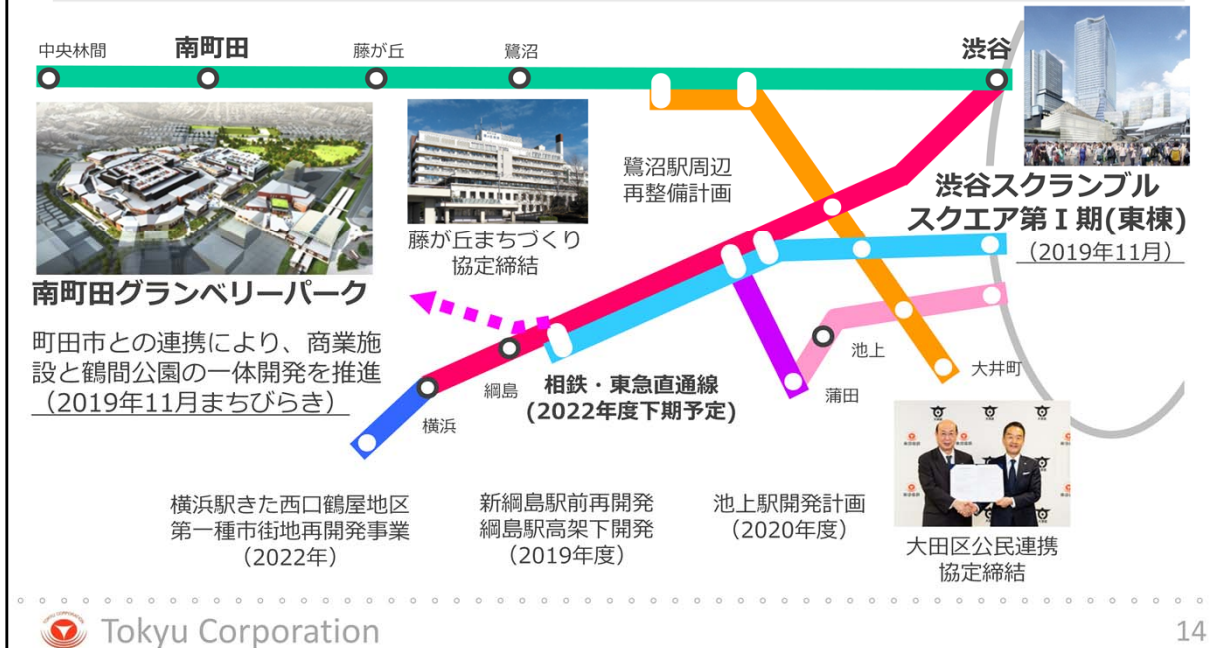 中央林間
南町田
藤が丘
鷺沼
渋谷
鷺沼駅周辺
再整備計画
渋谷スクランブル
スクエア第Ⅰ期(東棟)
(2019年11月)
藤が丘まちづくり
協定締結
南町田グランベリーパーク
町田市との連携により、商業施
設と鶴間公園の一体開発を推進
(2019年11月まちびらき)
綱島
横浜
相鉄・東急直通線
(2022年度下期予定)
池上
蒲田
大井町
横浜駅きた西口鶴屋地区
第一種市街地再開発事業
(2022年)
新綱島駅前再開発
綱島駅高架下開発
(2019年度)
池上駅開発計画
(2020年度)
大田区公民連携
協定締結
Tokyu Corporation
14